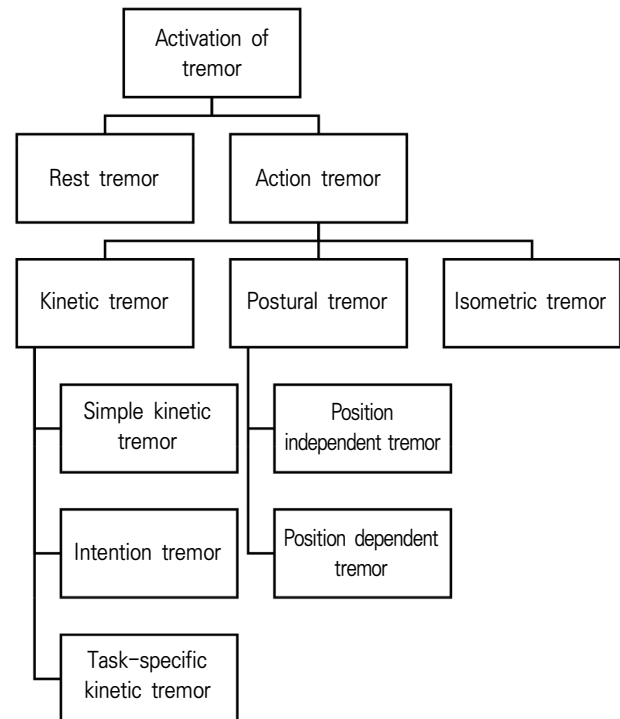 Activation of
tremor
Rest tremor
Action tremor
Kinetic tremor
Postural tremor
Isometric tremor
Simple kinetic
tremor
Position
independent tremor
Intention tremor
Position dependent
tremor
Task-specific
kinetic tremor